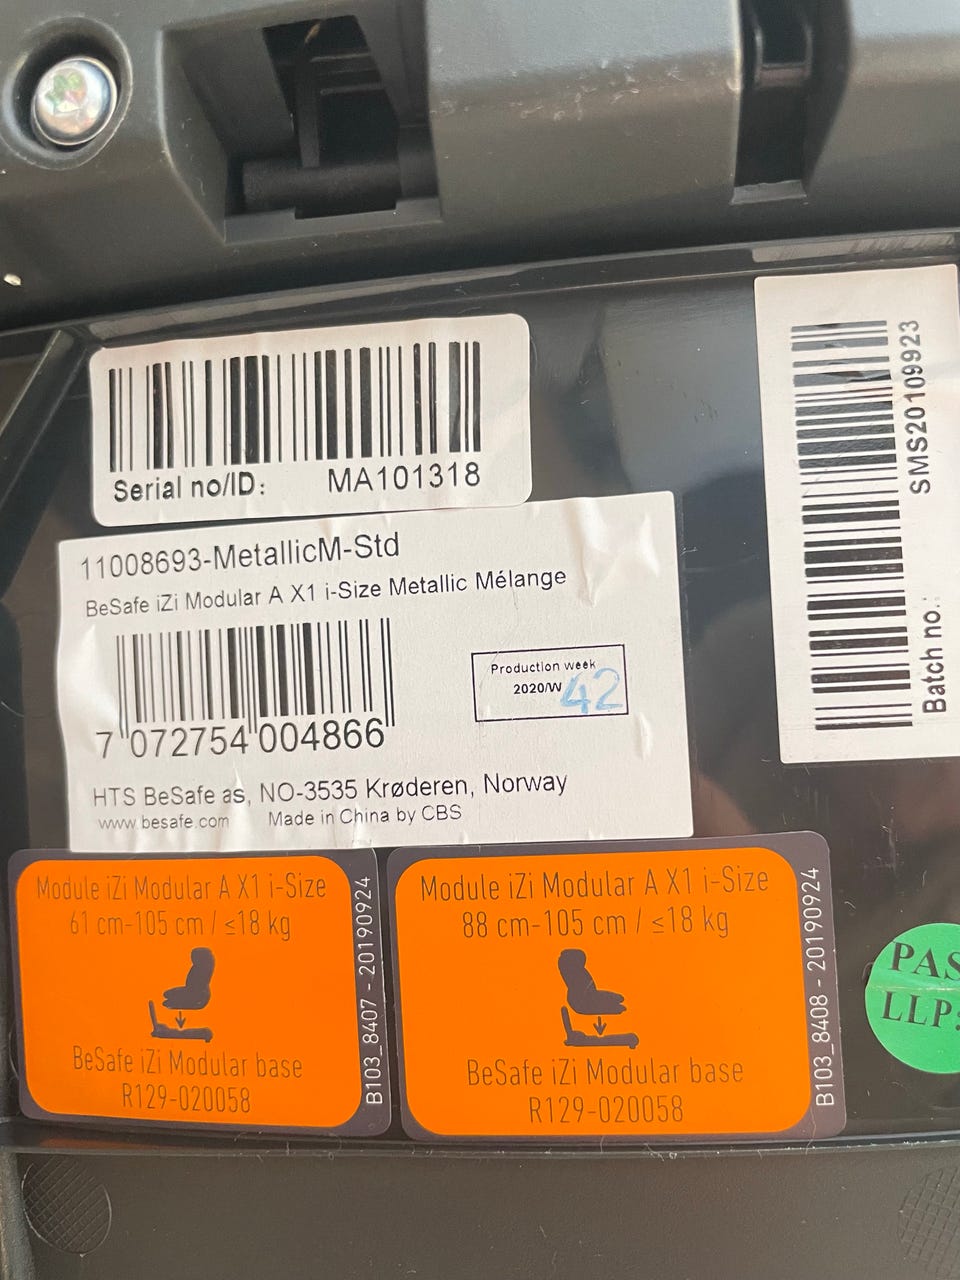 Serial no/ID: MA101318
11008693-MetallicM-Std
BeSafe iZi Modular A X1 i-Size Metallic Mélange
Production week
2020/W 42
7 072754 004866
HTS BeSafe as, NO-3535 Krøderen, Norway
www.besafe.com Made in China by CBS
Batch no.: SMS20109923
Module iZi Modular A X1 i-Size
61 cm-105 cm / ≤18 kg
BeSafe iZi Modular base
R129-020058
B103_8407 - 20190924
Module iZi Modular A X1 i-Size
88 cm-105 cm / ≤18 kg
BeSafe iZi Modular base
R129-020058
B103_8408 - 20190924
PAS
LLP: